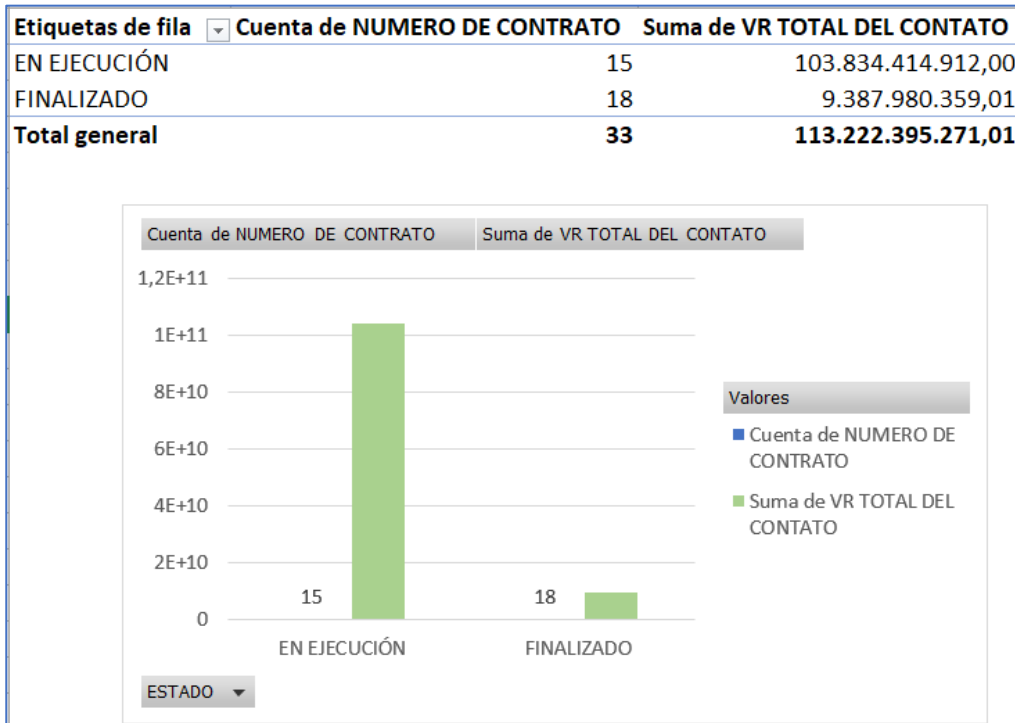 Etiquetas de fila Cuenta de NUMERO DE CONTRATO Suma de VR TOTAL DEL CONTATO
EN EJECUCIÓN 15 103.834.414.912,00
FINALIZADO 18 9.387.980.359,01
Total general 33 113.222.395.271,01
Cuenta de NUMERO DE CONTRATO Suma de VR TOTAL DEL CONTATO
1,2E+11
1E+11
8E+10
6E+10
4E+10
2E+10
0
15 18
EN EJECUCIÓN FINALIZADO
Valores
Cuenta de NUMERO DE
CONTRATO
Suma de VR TOTAL DEL
CONTATO
ESTADO